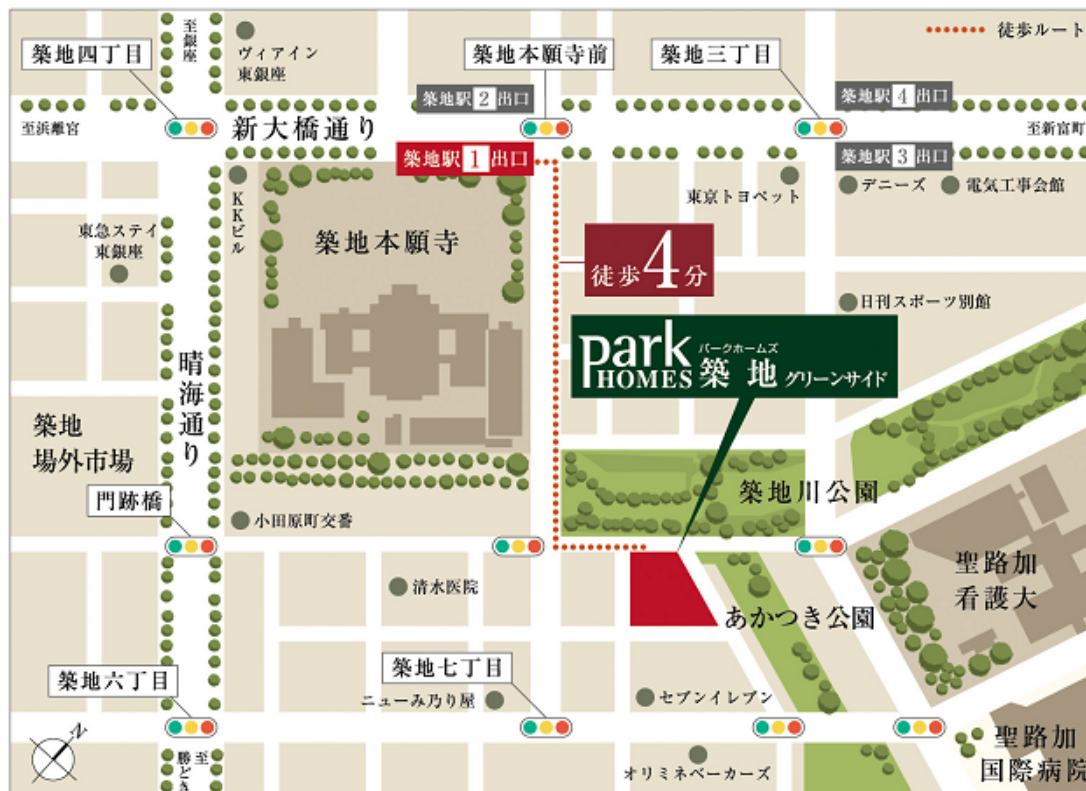 至銀座
ヴィアイン
東銀座
徒歩ルート
築地四丁目
築地本願寺前
築地三丁目
築地駅2出口
築地駅4出口
至浜離宮
新大橋通り
至新富町
築地駅1出口
築地駅3出口
KKビル
東京トヨペット
デニーズ
電気工事会館
東急ステイ
東銀座
築地本願寺
徒歩4分
日刊スポーツ別館
park
HOMES
パークホームズ
築地グリーンサイド
晴海通り
築地
場外市場
門跡橋
小田原町交番
築地川公園
清水医院
あかつき公園
聖路加
看護大
築地六丁目
築地七丁目
ニューみ乃り屋
セブンイレブン
オリミネベーカーズ
聖路加
国際病院
至
勝どき
N